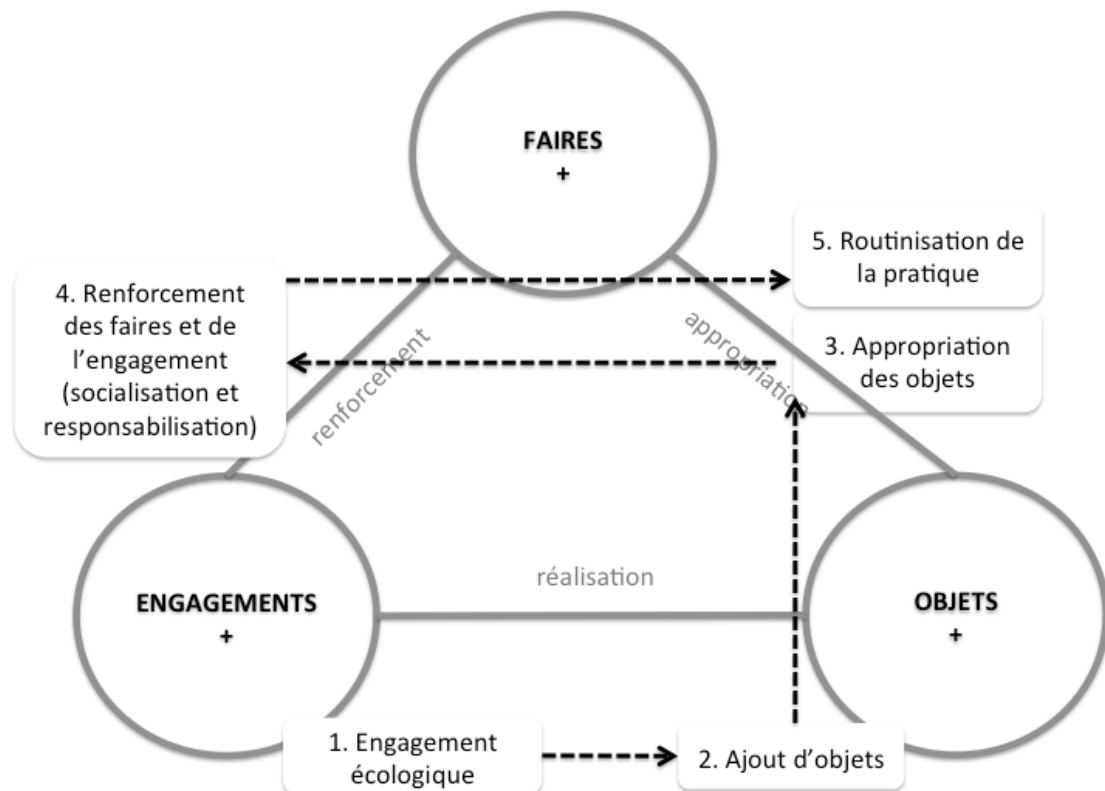 FAIRES
+
5. Routinisation de
la pratique
4. Renforcement
des faires et de
l'engagement
(socialisation et
responsabilisation)
renforcement
appropriation
3. Appropriation
des objets
réalisation
ENGAGEMENTS
+
OBJETS
+
1. Engagement
écologique
2. Ajout d'objets